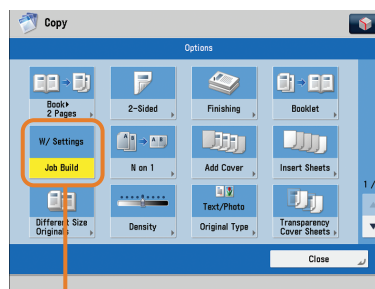 Copy
Options
Book▸
2 Pages
2-Sided
Finishing
Booklet
W/ Settings
Job Build
N on 1
Add Cover
Insert Sheets
Different Size
Originals
Density
Text/Photo
Original Type
Transparency
Cover Sheets
1/
Close